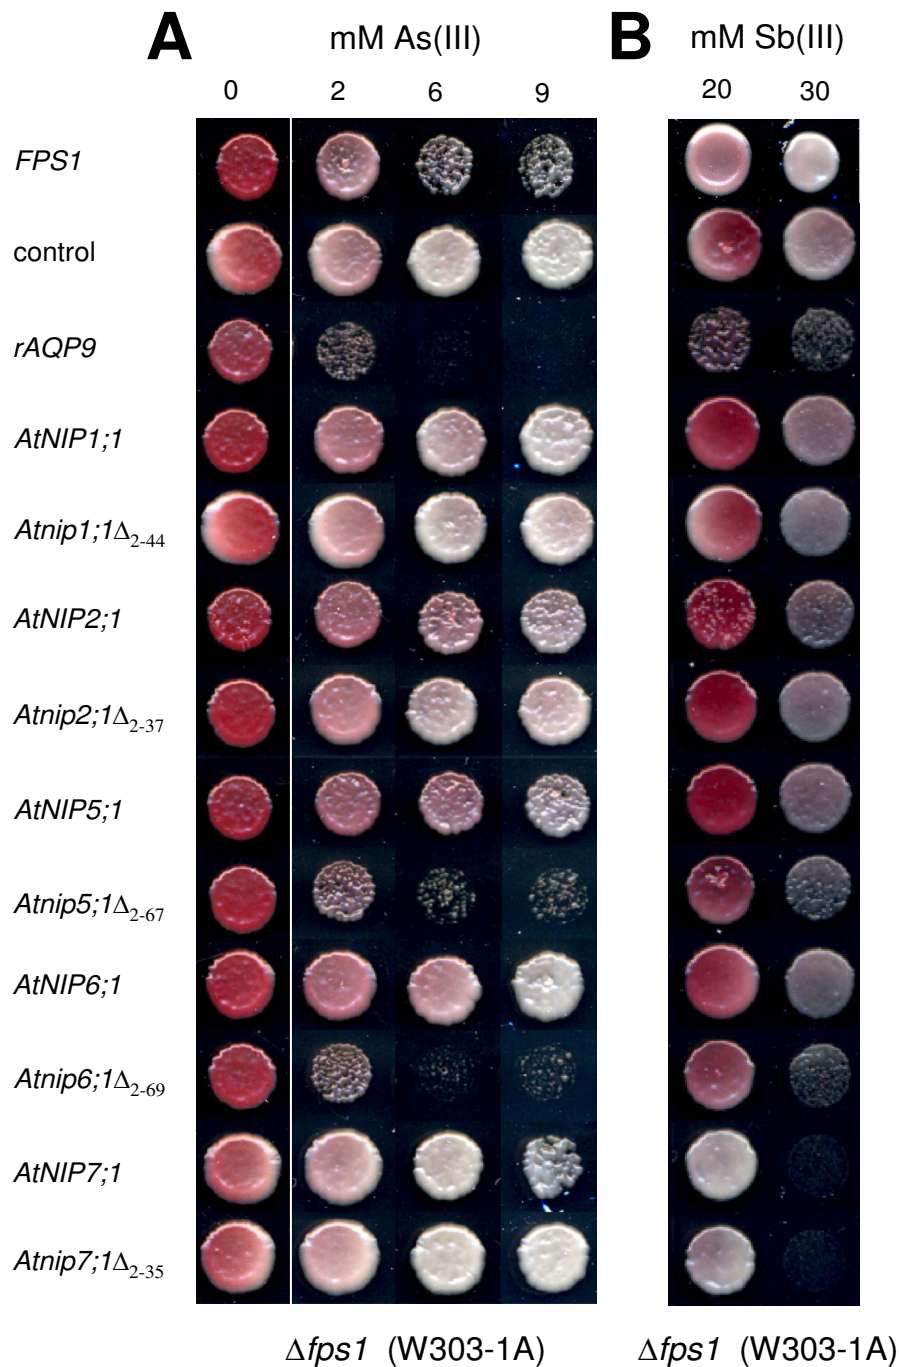 A mM As(III) B mM Sb(III)
0 2 6 9 20 30
FPS1
control
rAQP9
AtNIP1;1
Atnip1;1Δ2-44
AtNIP2;1
Atnip2;1Δ2-37
AtNIP5;1
Atnip5;1Δ2-67
AtNIP6;1
Atnip6;1Δ2-69
AtNIP7;1
Atnip7;1Δ2-35
Δfps1 (W303-1A) Δfps1 (W303-1A)